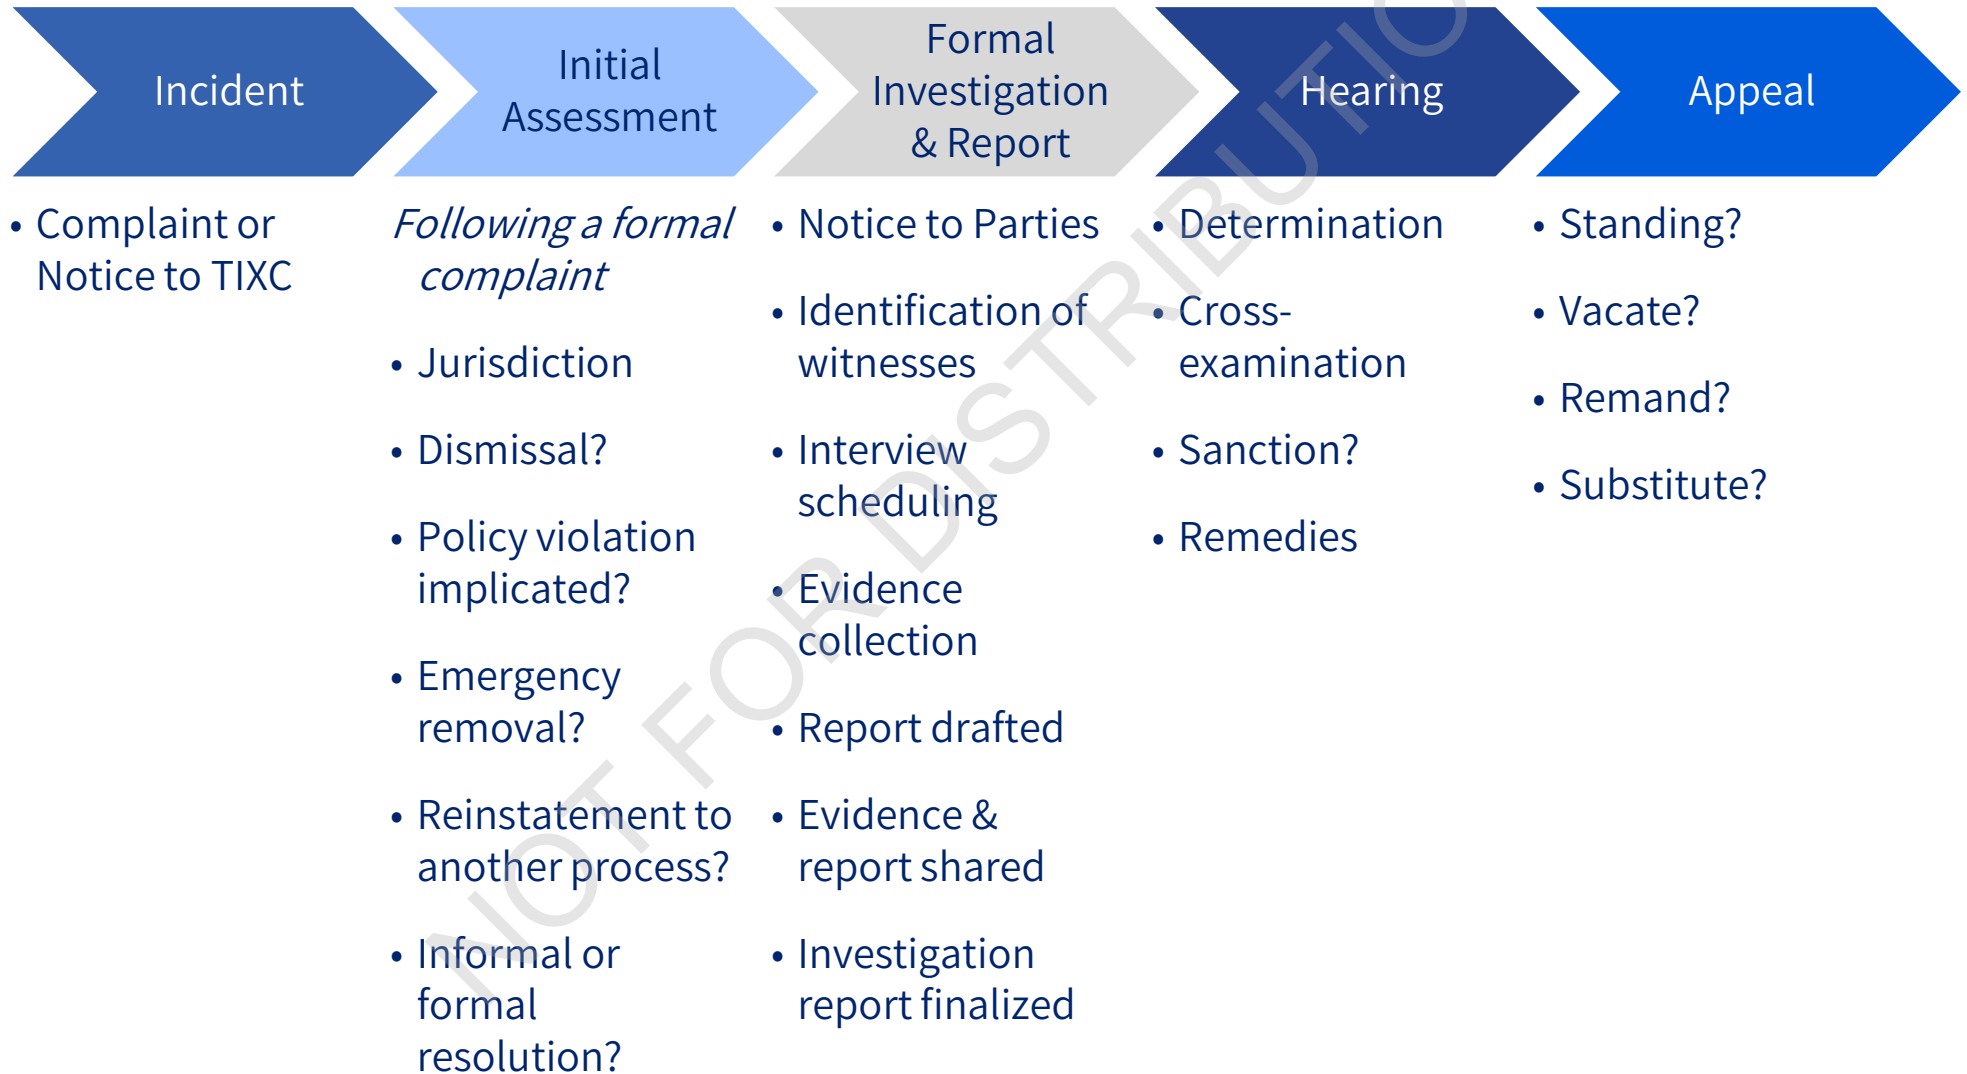 Incident
• Complaint or
Notice to TIXC
Initial
Assessment
Following a formal
complaint
• Jurisdiction
• Dismissal?
• Policy violation
implicated?
• Emergency
removal?
• Reinstatement to
another process?
• Informal or
formal
resolution?
Formal
Investigation
& Report
• Notice to Parties
• Identification of
witnesses
• Interview
scheduling
• Evidence
collection
• Report drafted
• Evidence &
report shared
• Investigation
report finalized
Hearing
• Determination
• Cross-
examination
• Sanction?
• Remedies
Appeal
• Standing?
• Vacate?
• Remand?
• Substitute?
NOT FOR DISTRIBUTIO